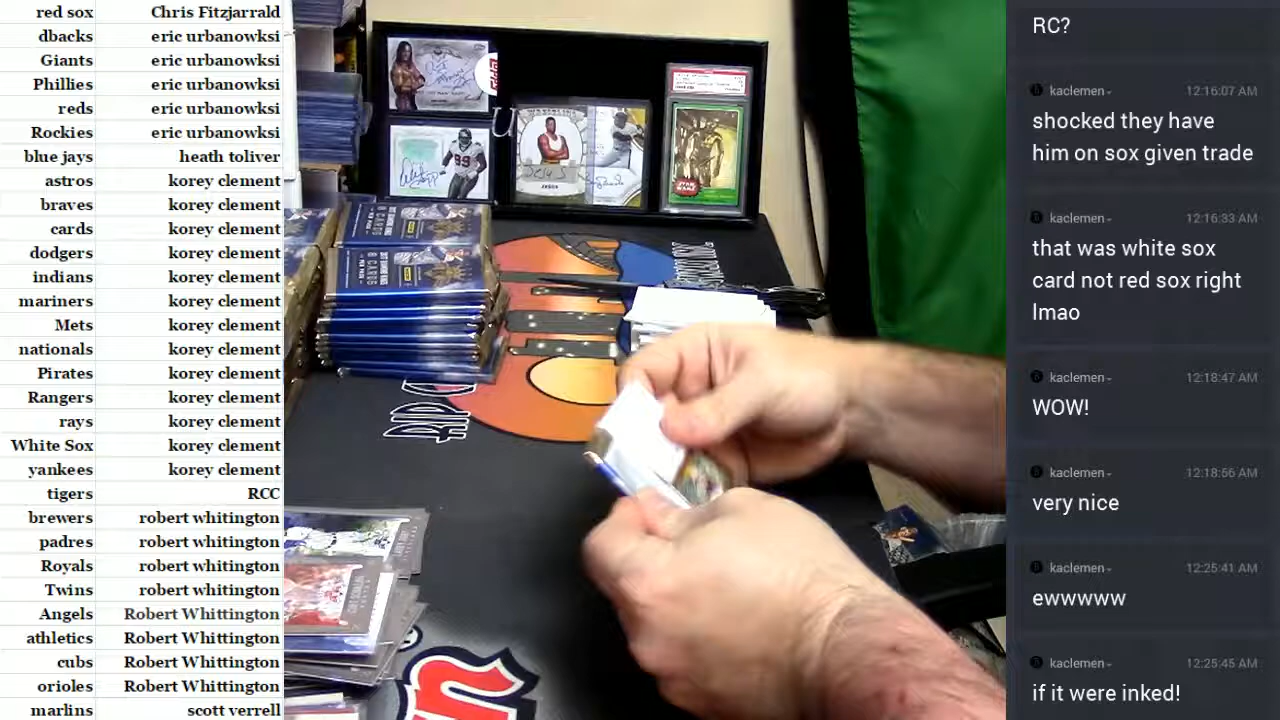 red sox Chris Fitzjarrald
dbacks eric urbanowksi
Giants eric urbanowksi
Phillies eric urbanowksi
reds eric urbanowksi
Rockies eric urbanowksi
blue jays heath toliver
astros korey clement
braves korey clement
cards korey clement
dodgers korey clement
indians korey clement
mariners korey clement
Mets korey clement
nationals korey clement
Pirates korey clement
Rangers korey clement
rays korey clement
White Sox korey clement
yankees korey clement
tigers RCC
brewers robert whitington
padres robert whitington
Royals robert whitington
Twins robert whitington
Angels Robert Whittington
athletics Robert Whittington
cubs Robert Whittington
orioles Robert Whittington
marlins scott verrell
STAR
WARS
8 CARDS
8 CARDS
RIP
RC?
kaclemen 12:16:07 AM
shocked they have
him on sox given trade
kaclemen 12:16:33 AM
that was white sox
card not red sox right
lmao
kaclemen 12:18:47 AM
WOW!
kaclemen 12:18:56 AM
very nice
kaclemen 12:25:41 AM
ewwwww
kaclemen 12:25:45 AM
if it were inked!